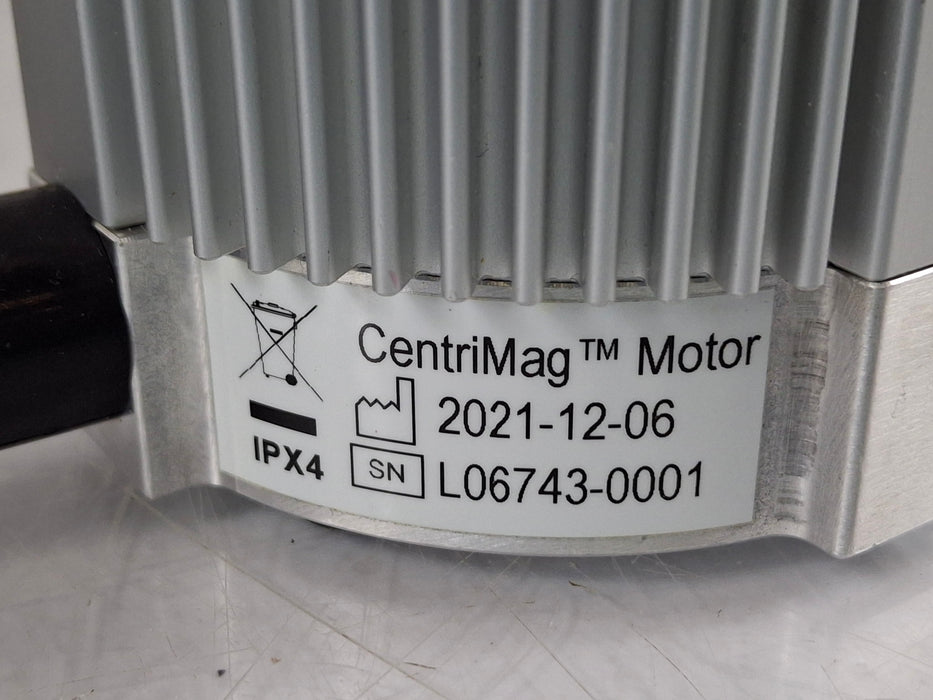 CentriMag™ Motor
2021-12-06
IPX4
SN L06743-0001